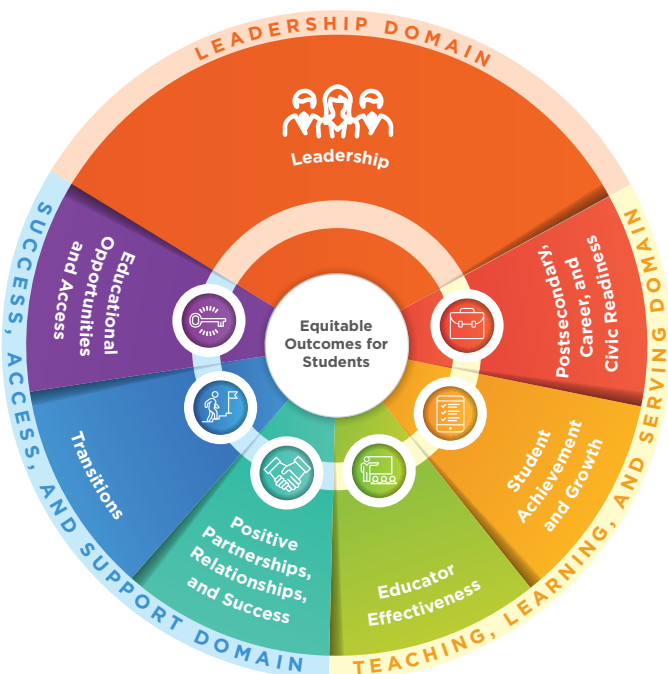 LEADERSHIP DOMAIN
Leadership
SUCCESS, ACCESS, AND SUPPORT DOMAIN
Educational
Opportunities
and Access
Transitions
Positive
Partnerships,
Relationships,
and Success
Equitable
Outcomes for
Students
TEACHING, LEARNING, AND SERVING DOMAIN
Postsecondary,
Career, and
Civic Readiness
Student
Achievement
and Growth
Educator
Effectiveness